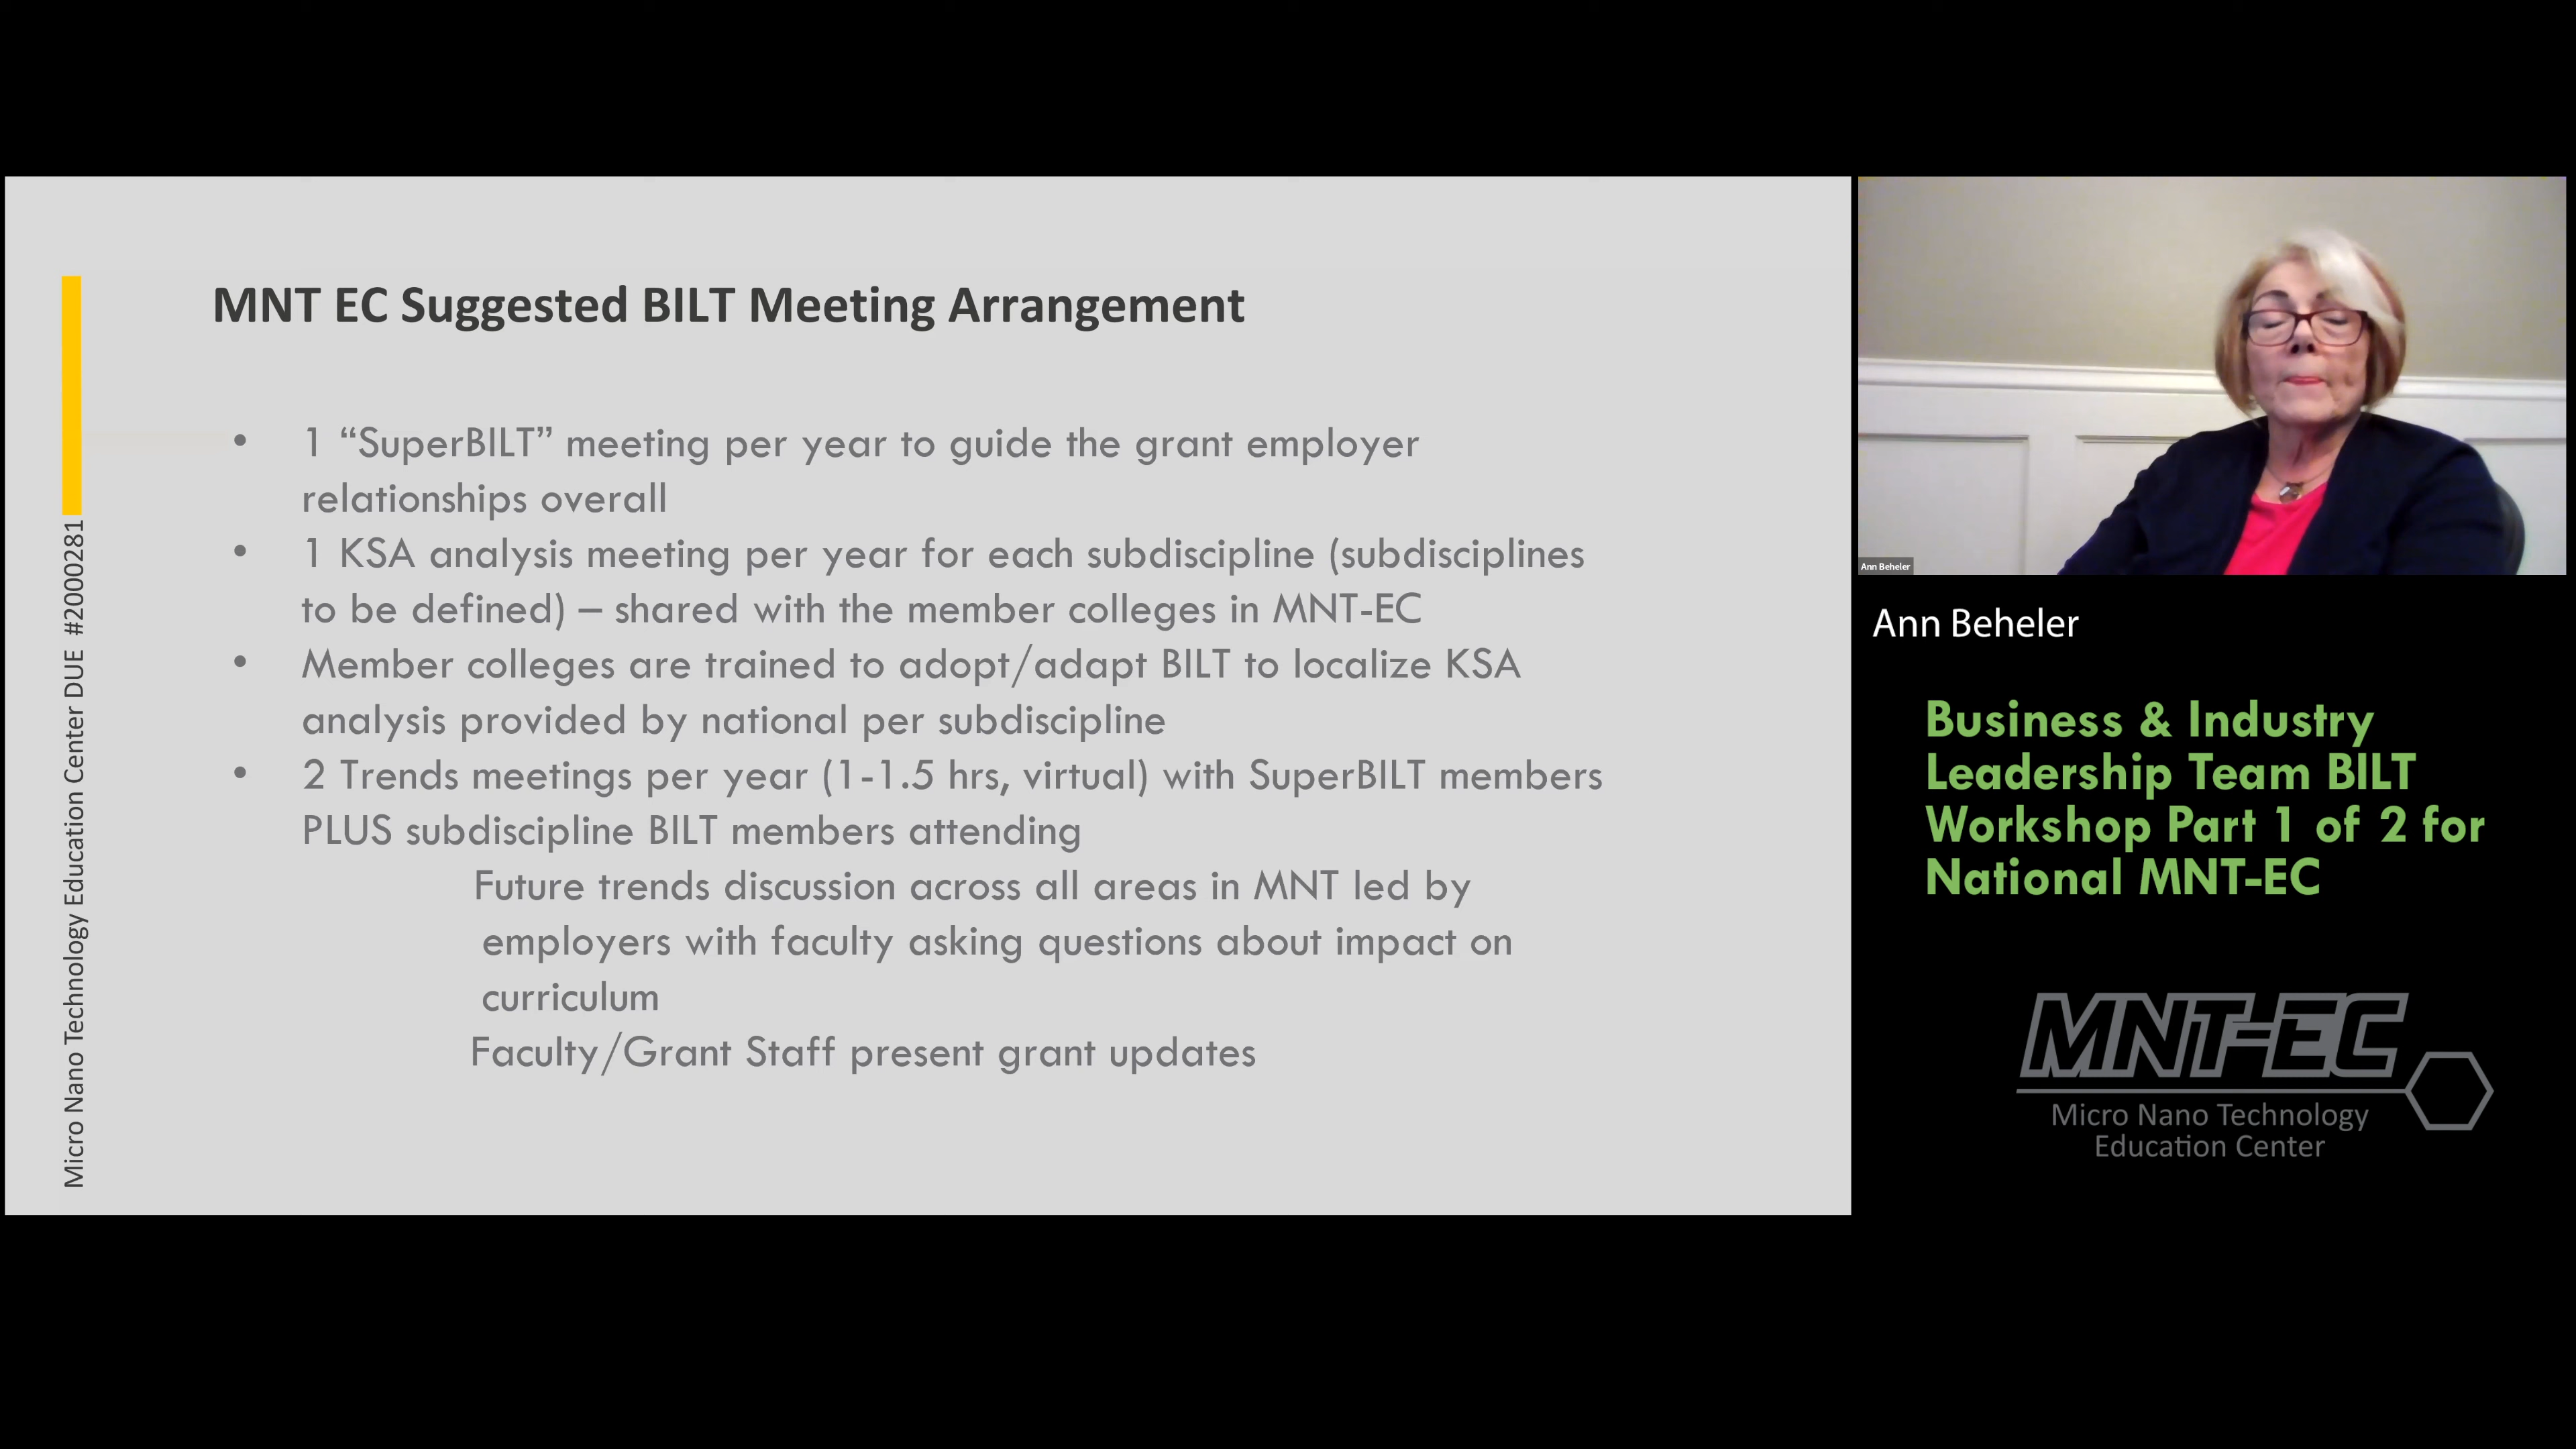 MNT EC Suggested BILT Meeting Arrangement
• 1 “SuperBILT” meeting per year to guide the grant employer
relationships overall
• 1 KSA analysis meeting per year for each subdiscipline (subdisciplines
to be defined) – shared with the member colleges in MNT-EC
• Member colleges are trained to adopt/adapt BILT to localize KSA
analysis provided by national per subdiscipline
• 2 Trends meetings per year (1-1.5 hrs, virtual) with SuperBILT members
PLUS subdiscipline BILT members attending
Future trends discussion across all areas in MNT led by
employers with faculty asking questions about impact on
curriculum
Faculty/Grant Staff present grant updates
Micro Nano Technology Education Center DUE #2000281
Ann Beheler
Ann Beheler
Business & Industry
Leadership Team BILT
Workshop Part 1 of 2 for
National MNT-EC
MNT-EC
Micro Nano Technology
Education Center